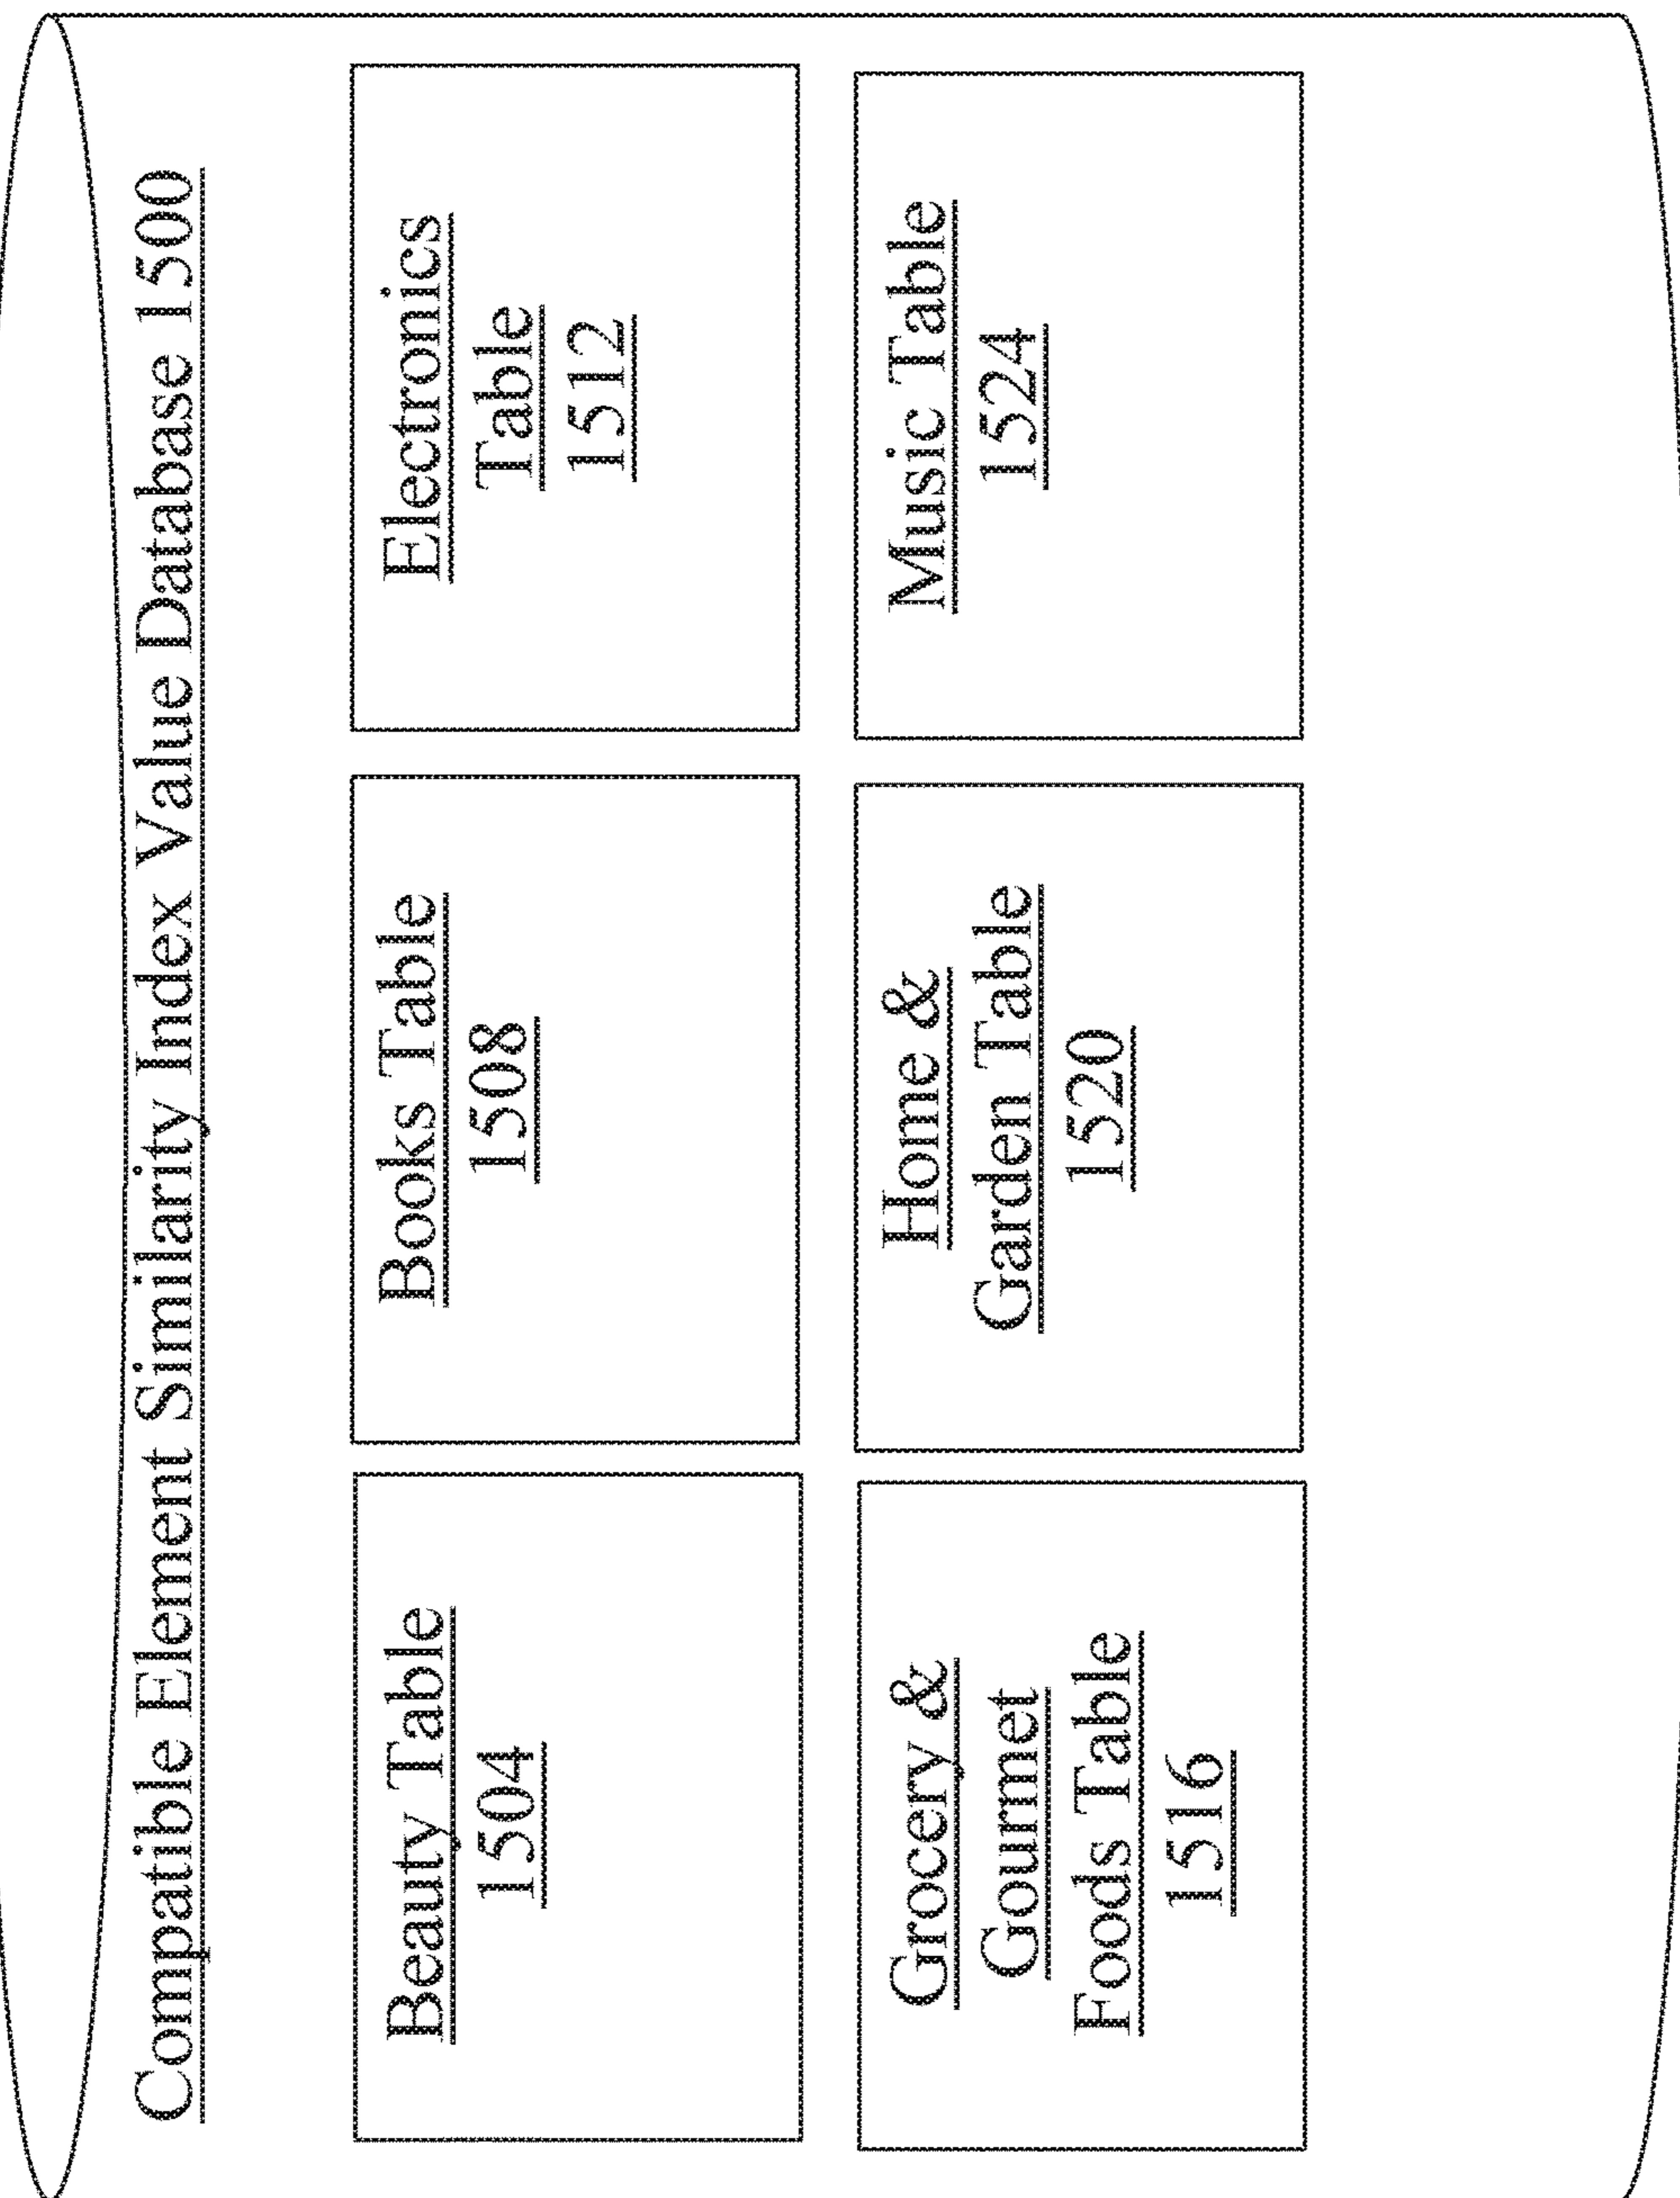 Compatible Element Similarity Index Value Database 1500
Beauty Table
1504
Books Table
1508
Electronics
Table
1512
Grocery &
Gourmet
Foods Table
1516
Home &
Garden Table
1520
Music Table
1524